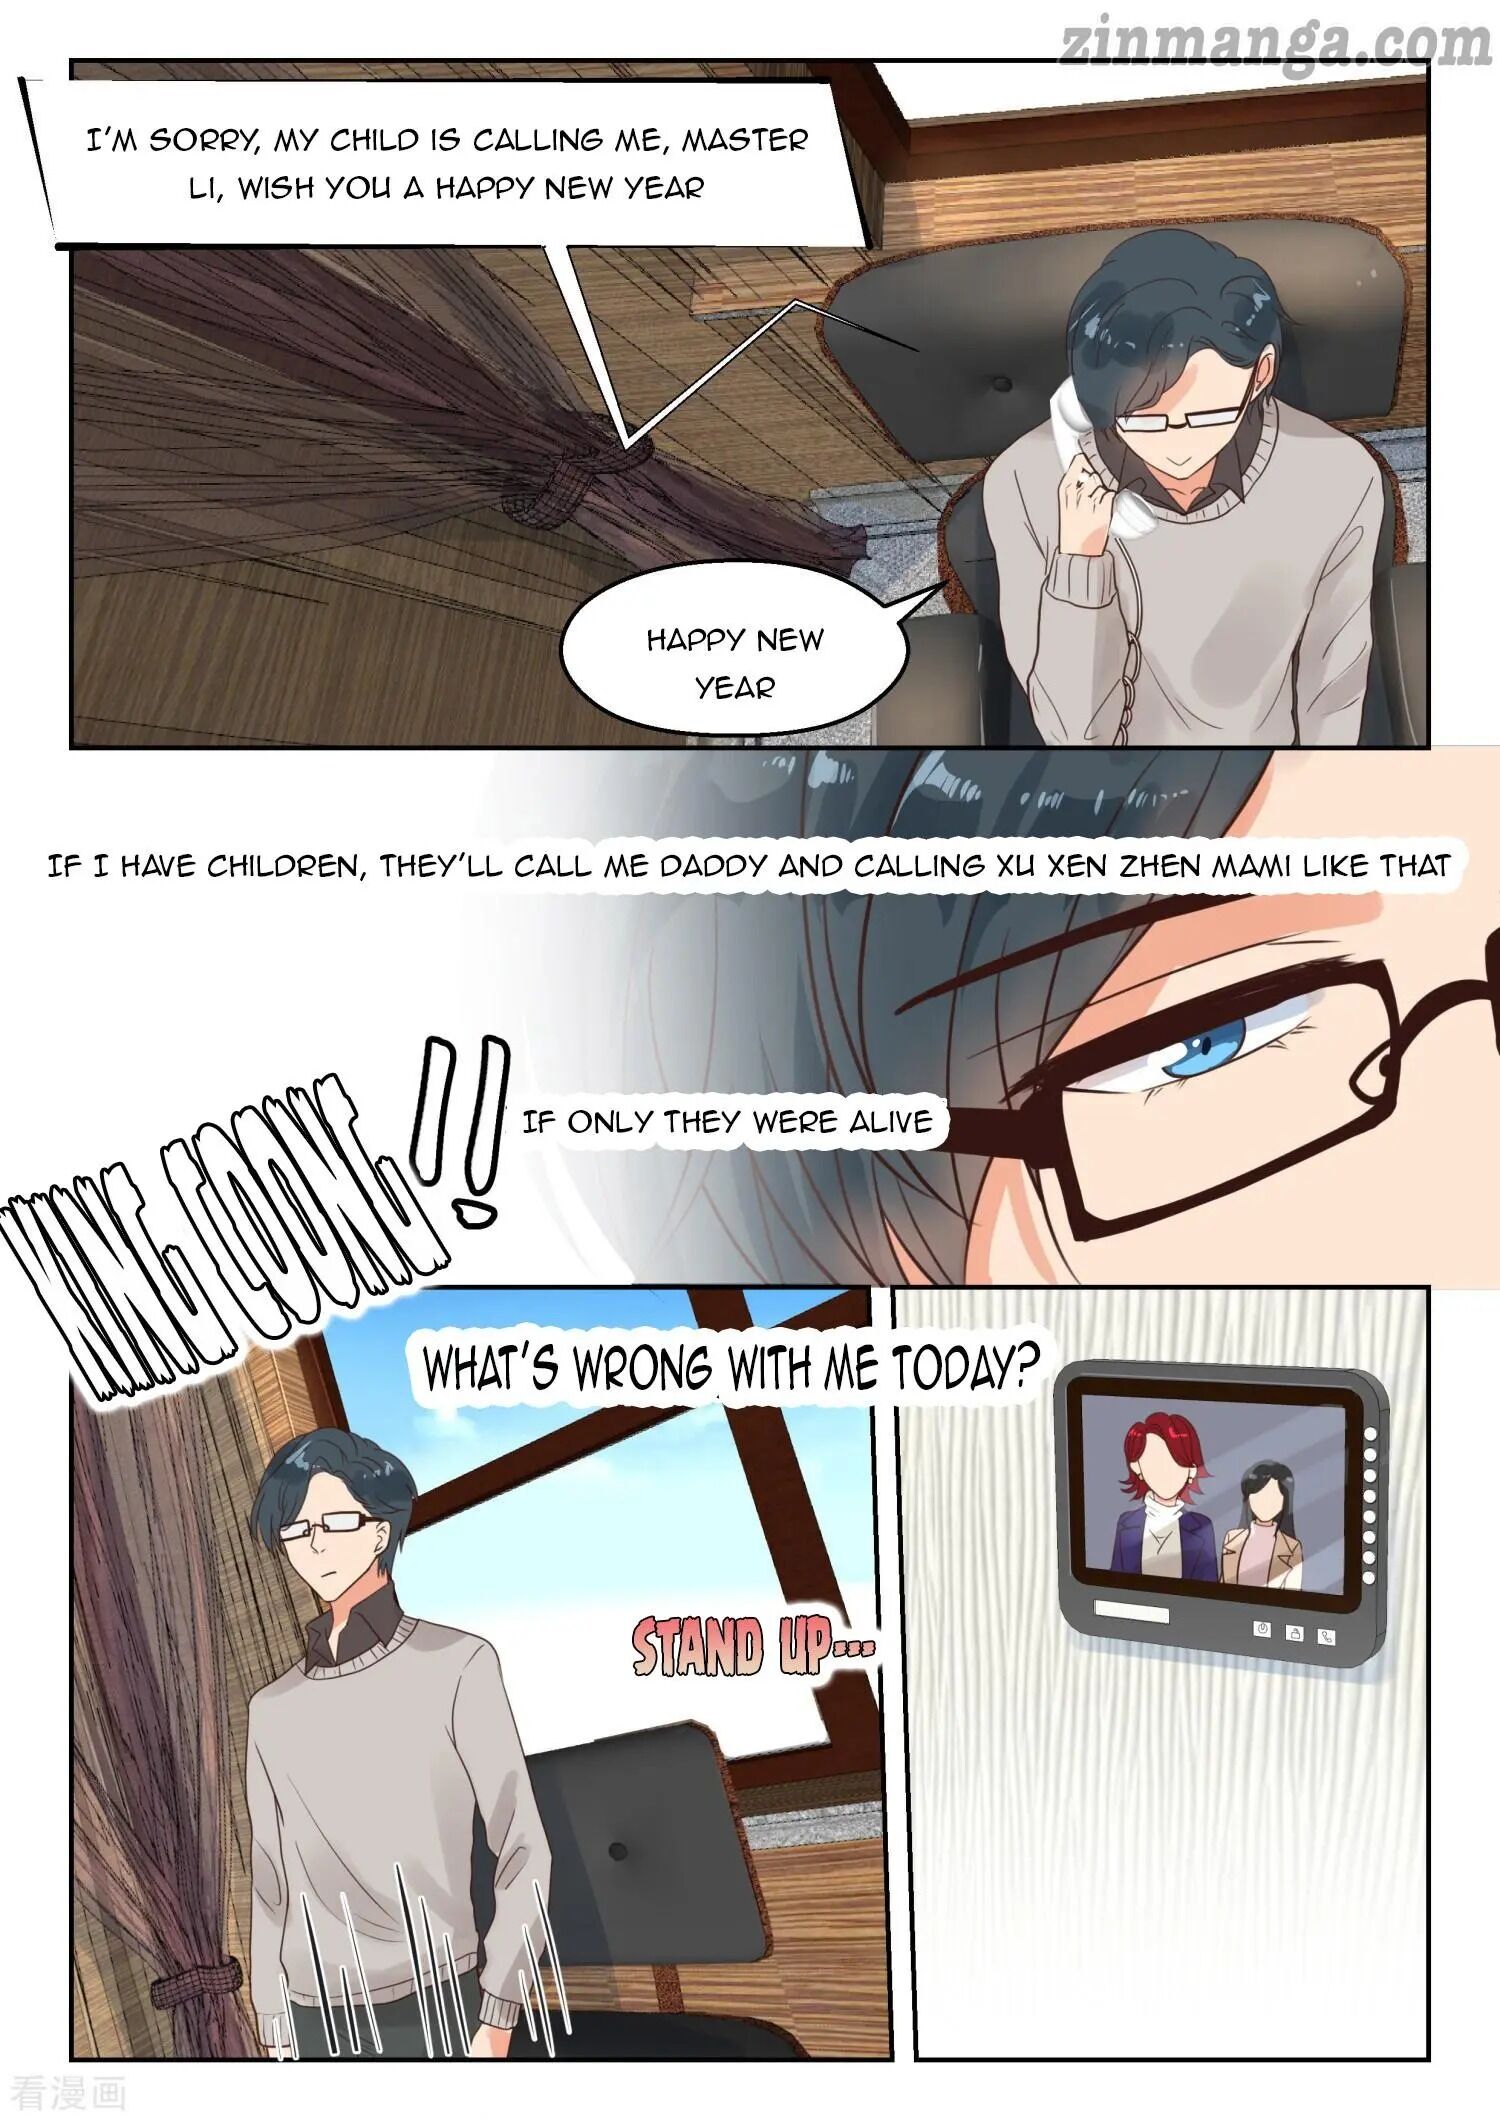 zinmanga.com
I'M SORRY, MY CHILD IS CALLING ME, MASTER
LI, WISH YOU A HAPPY NEW YEAR
HAPPY NEW
YEAR
IF I HAVE CHILDREN, THEY'LL CALL ME DADDY AND CALLING XU XEN ZHEN MAMI LIKE THAT
IF ONLY THEY WERE ALIVE
KING COONG!!
WHAT'S WRONG WITH ME TODAY?
STAND UP---
看漫画